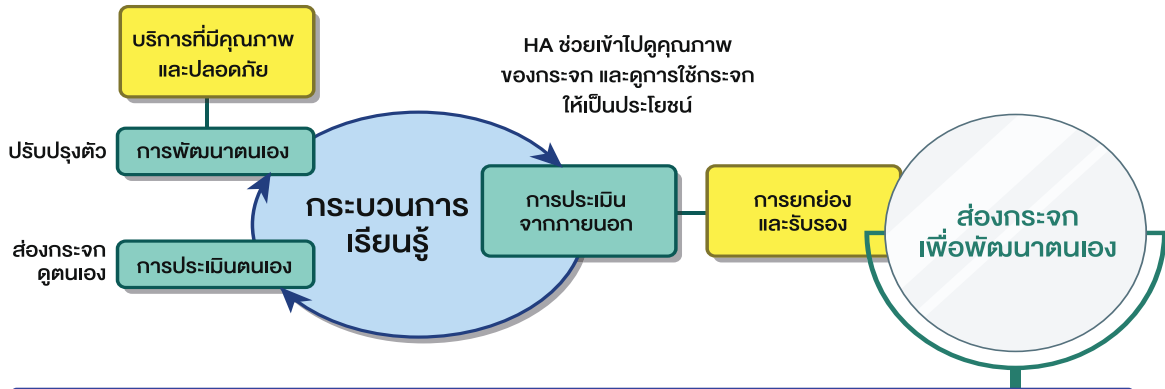 บริการที่มีคุณภาพ
และปลอดภัย
HA ช่วยเข้าไปดูคุณภาพ
ของกระจก และดูการใช้กระจก
ให้เป็นประโยชน์
ปรับปรุงตัว
การพัฒนาตนเอง
กระบวนการ
เรียนรู้
การประเมิน
จากภายนอก
การยกย่อง
และรับรอง
ส่องกระจก
เพื่อพัฒนาตนเอง
ส่องกระจก
ดูตนเอง
การประเมินตนเอง